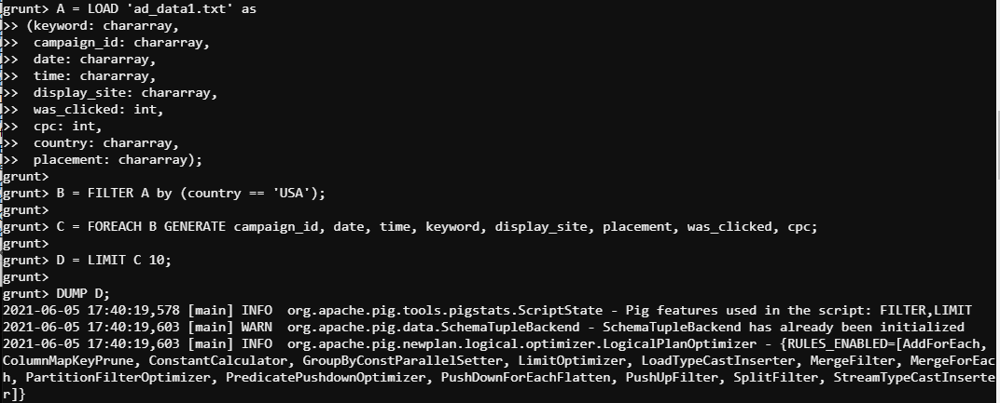 grunt> A = LOAD 'ad_data1.txt' as
>> (keyword: chararray,
>>  campaign_id: chararray,
>>  date: chararray,
>>  time: chararray,
>>  display_site: chararray,
>>  was_clicked: int,
>>  cpc: int,
>>  country: chararray,
>>  placement: chararray);
grunt>
grunt> B = FILTER A by (country == 'USA');
grunt>
grunt> C = FOREACH B GENERATE campaign_id, date, time, keyword, display_site, placement, was_clicked, cpc;
grunt>
grunt> D = LIMIT C 10;
grunt>
grunt> DUMP D;
2021-06-05 17:40:19,578 [main] INFO  org.apache.pig.tools.pigstats.ScriptState - Pig features used in the script: FILTER,LIMIT
2021-06-05 17:40:19,603 [main] WARN  org.apache.pig.data.SchemaTupleBackend - SchemaTupleBackend has already been initialized
2021-06-05 17:40:19,603 [main] INFO  org.apache.pig.newplan.logical.optimizer.LogicalPlanOptimizer - {RULES_ENABLED=[AddForEach,
ColumnMapKeyPrune, ConstantCalculator, GroupByConstParallelSetter, LimitOptimizer, LoadTypeCastInserter, MergeFilter, MergeForEac
h, PartitionFilterOptimizer, PredicatePushdownOptimizer, PushDownForEachFlatten, PushUpFilter, SplitFilter, StreamTypeCastInserte
r]}